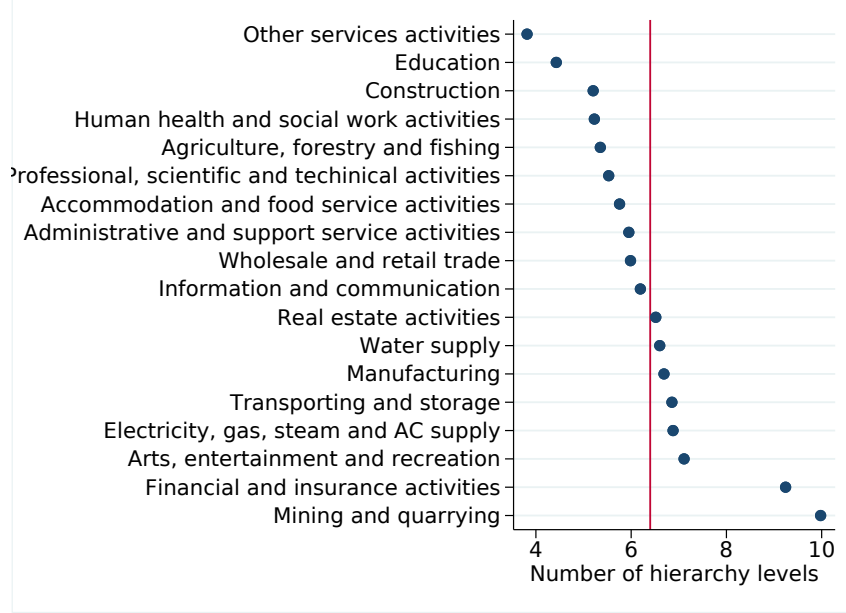 Other services activities
Education
Construction
Human health and social work activities
Agriculture, forestry and fishing
Professional, scientific and techinical activities
Accommodation and food service activities
Administrative and support service activities
Wholesale and retail trade
Information and communication
Real estate activities
Water supply
Manufacturing
Transporting and storage
Electricity, gas, steam and AC supply
Arts, entertainment and recreation
Financial and insurance activities
Mining and quarrying
4 6 8 10
Number of hierarchy levels